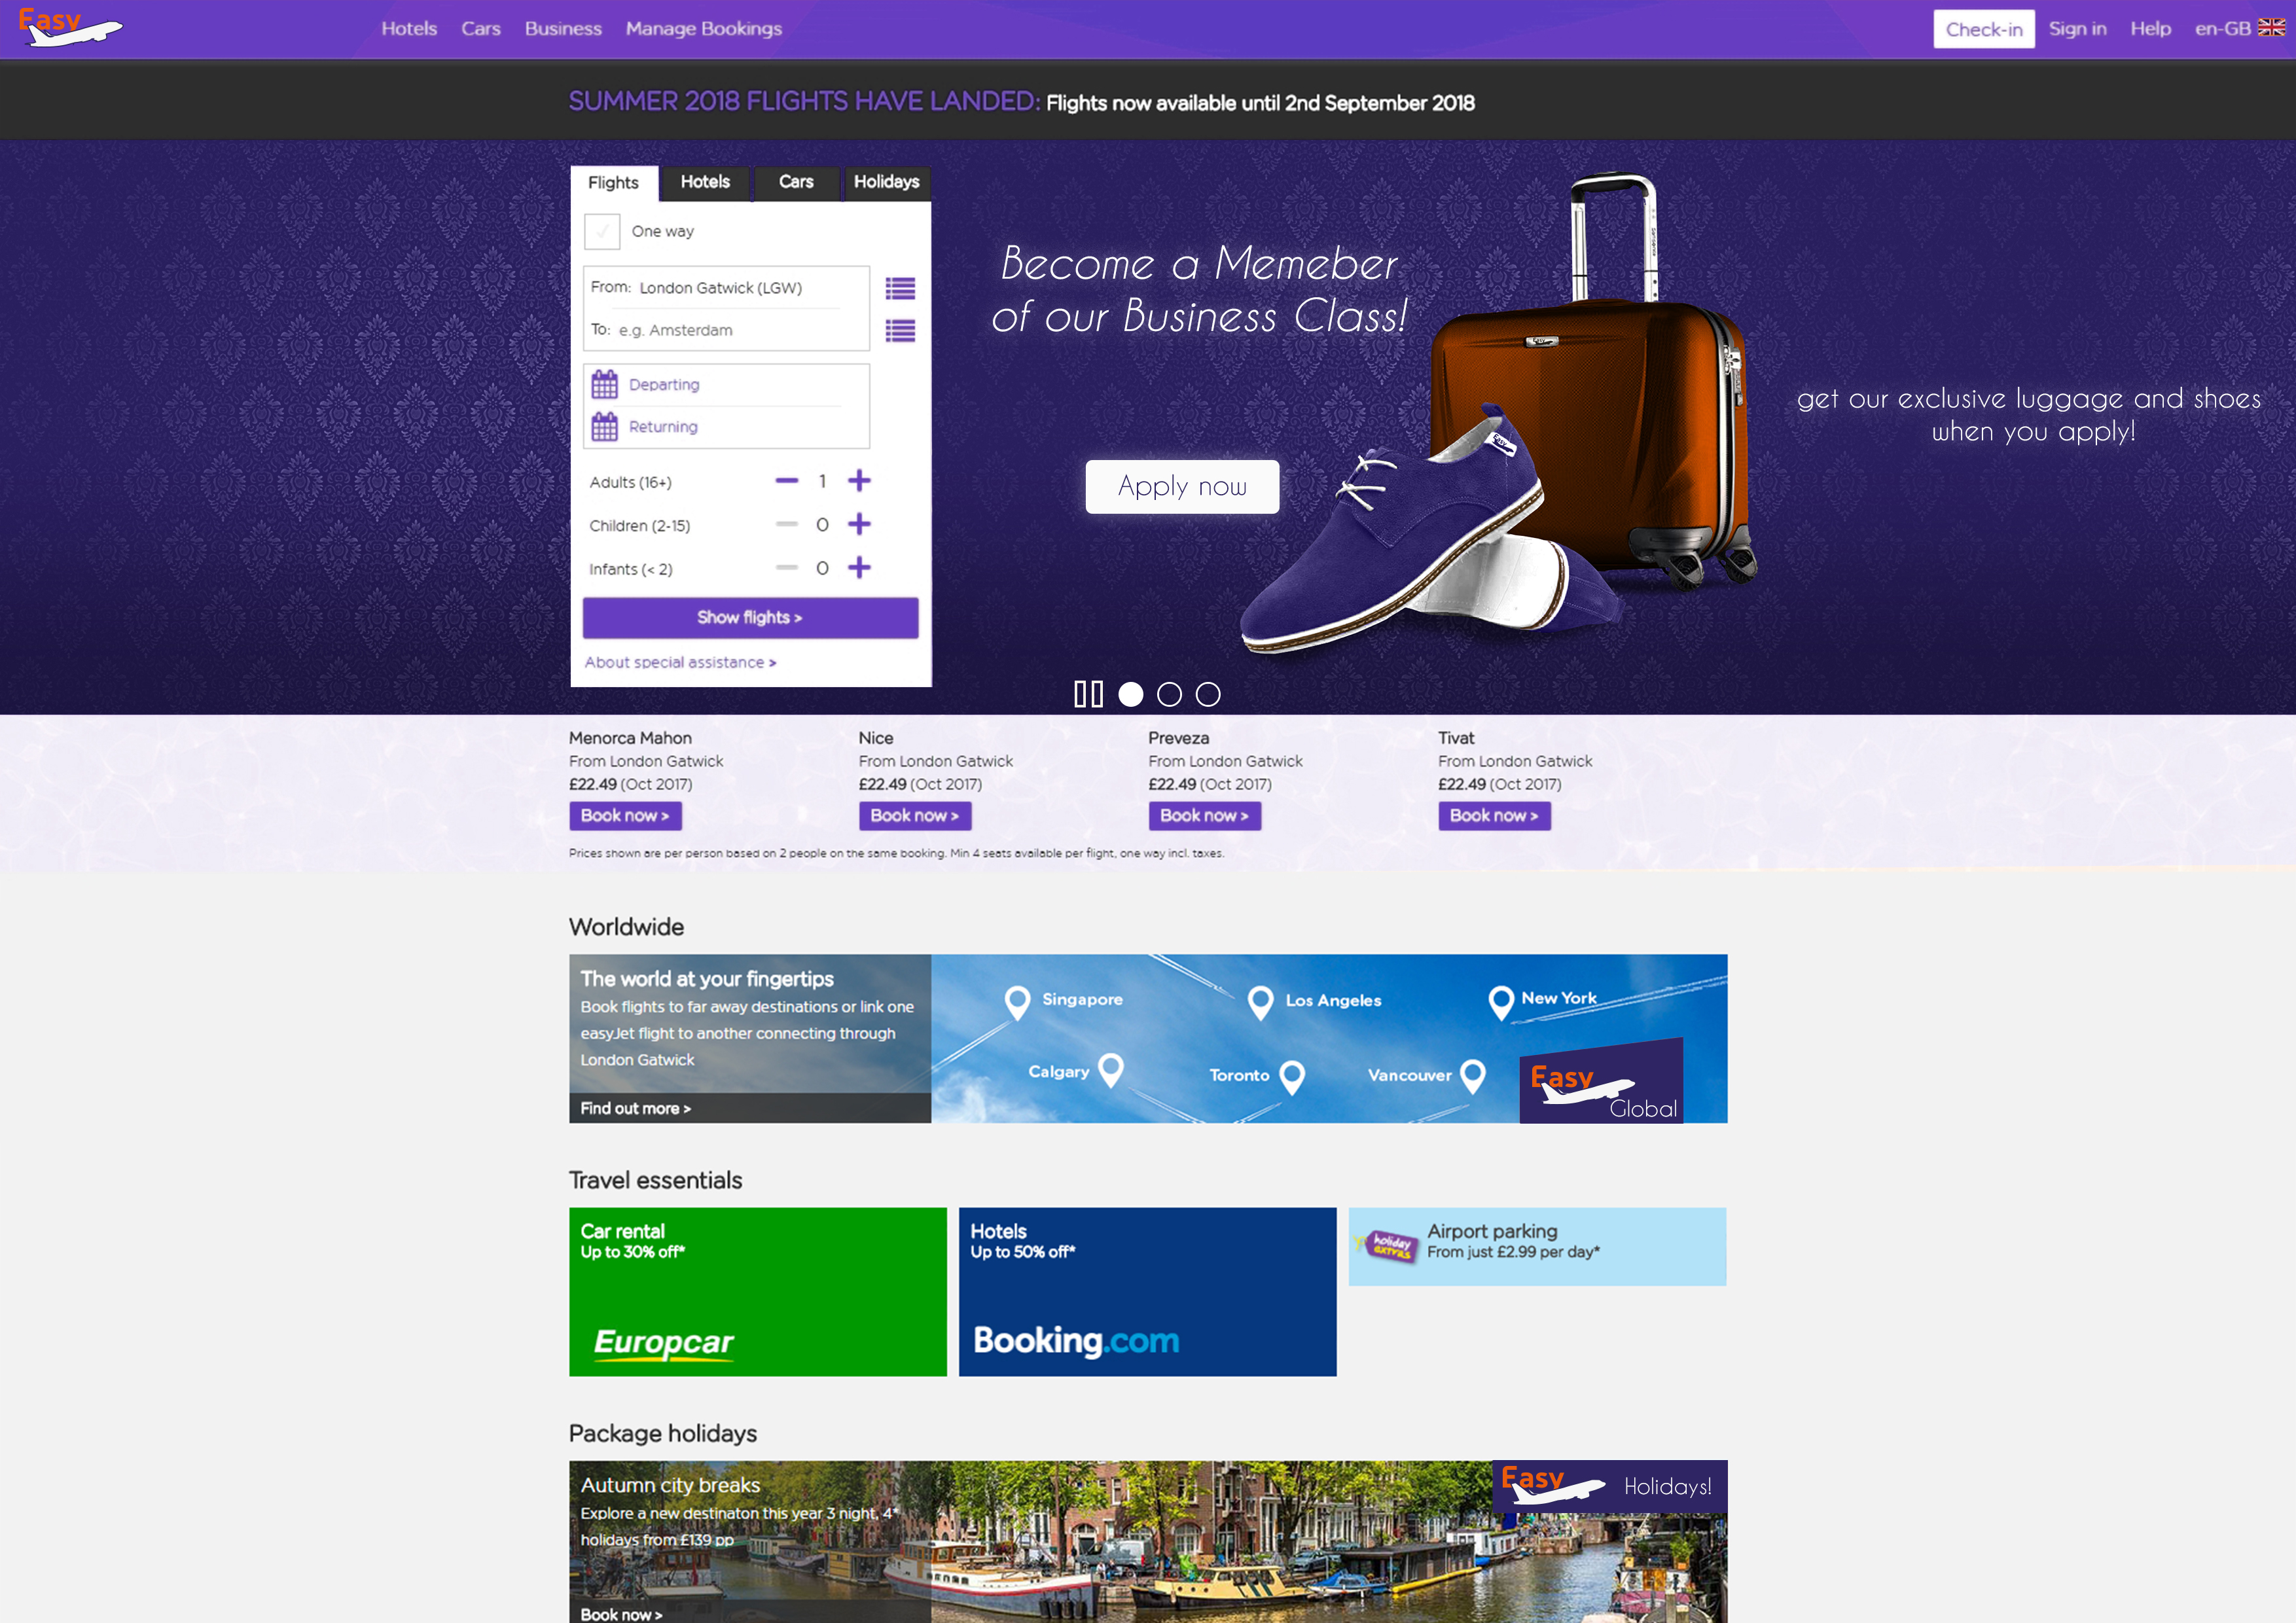 Easy
Hotels Cars Business Manage Bookings
Check-in Sign in Help en-GB
SUMMER 2018 FLIGHTS HAVE LANDED: Flights now available until 2nd September 2018
Flights Hotels Cars Holidays
One way
From: London Gatwick (LGW)
To: e.g. Amsterdam
Departing
Returning
Adults (16+) 1
Children (2-15) 0
Infants (< 2) 0
Show flights >
About special assistance >
Become a Memeber
of our Business Class!
Apply now
Easy
Easy
get our exclusive luggage and shoes
when you apply!
Menorca Mahon
From London Gatwick
£22.49 (Oct 2017)
Book now >
Nice
From London Gatwick
£22.49 (Oct 2017)
Book now >
Preveza
From London Gatwick
£22.49 (Oct 2017)
Book now >
Tivat
From London Gatwick
£22.49 (Oct 2017)
Book now >
Prices shown are per person based on 2 people on the same booking. Min 4 seats available per flight, one way incl. taxes.
Worldwide
The world at your fingertips
Book flights to far away destinations or link one
easyJet flight to another connecting through
London Gatwick
Find out more >
Singapore
Los Angeles
New York
Calgary
Toronto
Vancouver
Easy
Global
Travel essentials
Car rental
Up to 30% off*
Europcar
Hotels
Up to 50% off*
Booking.com
holiday
extras
Airport parking
From just £2.99 per day*
Package holidays
Autumn city breaks
Explore a new destinaton this year 3 night, 4*
holidays from £139 pp
Book now >
Easy
Holidays!